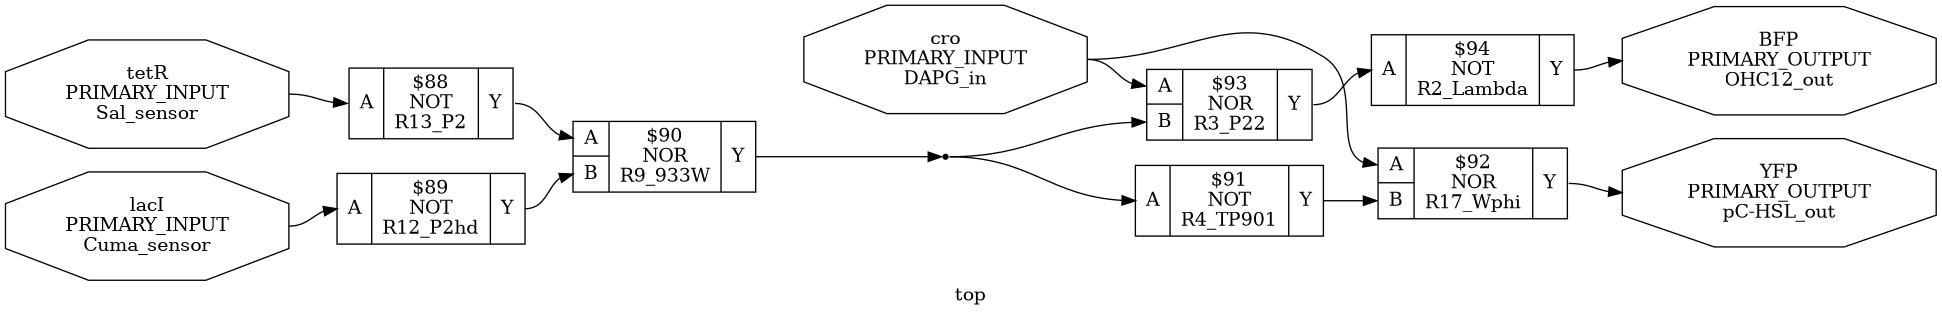 tetR
PRIMARY_INPUT
Sal_sensor
lacI
PRIMARY_INPUT
Cuma_sensor
A
$88
NOT
R13_P2
Y
A
$89
NOT
R12_P2hd
Y
A
B
$90
NOR
R9_933W
Y
cro
PRIMARY_INPUT
DAPG_in
A
B
$93
NOR
R3_P22
Y
A
$91
NOT
R4_TP901
Y
A
$94
NOT
R2_Lambda
Y
A
B
$92
NOR
R17_Wphi
Y
BFP
PRIMARY_OUTPUT
OHC12_out
YFP
PRIMARY_OUTPUT
pC-HSL_out
top